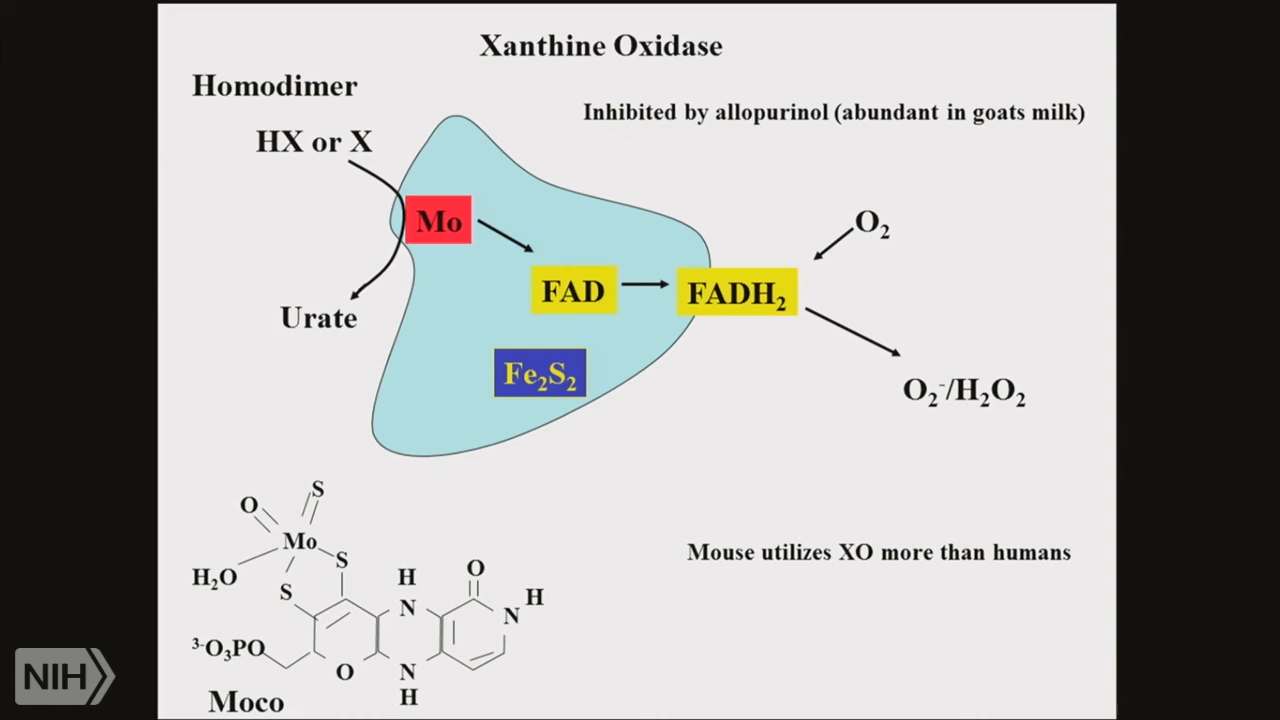 Xanthine Oxidase
Homodimer
Inhibited by allopurinol (abundant in goats milk)
HX or X
Mo
O₂
FAD
FADH₂
Urate
Fe₂S₂
O₂⁻/H₂O₂
S
O
Mo
S
H₂O
S
H
N
O
H
N
³⁻O₃PO
O
N
H
Moco
Mouse utilizes XO more than humans
NIH